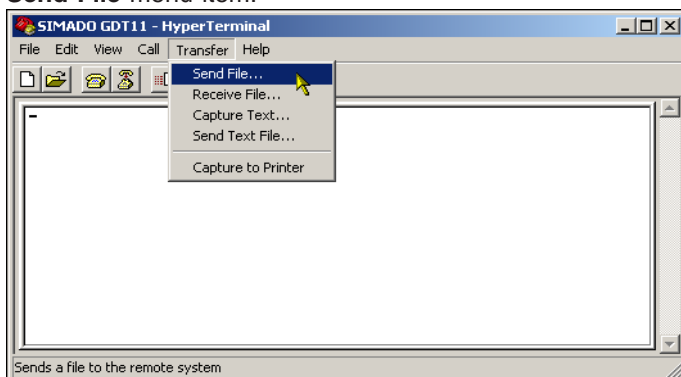 Send File menu item.
SIMADO GDT11 - HyperTerminal
File Edit View Call Transfer Help
Send File...
Receive File...
Capture Text...
Send Text File...
Capture to Printer
Sends a file to the remote system